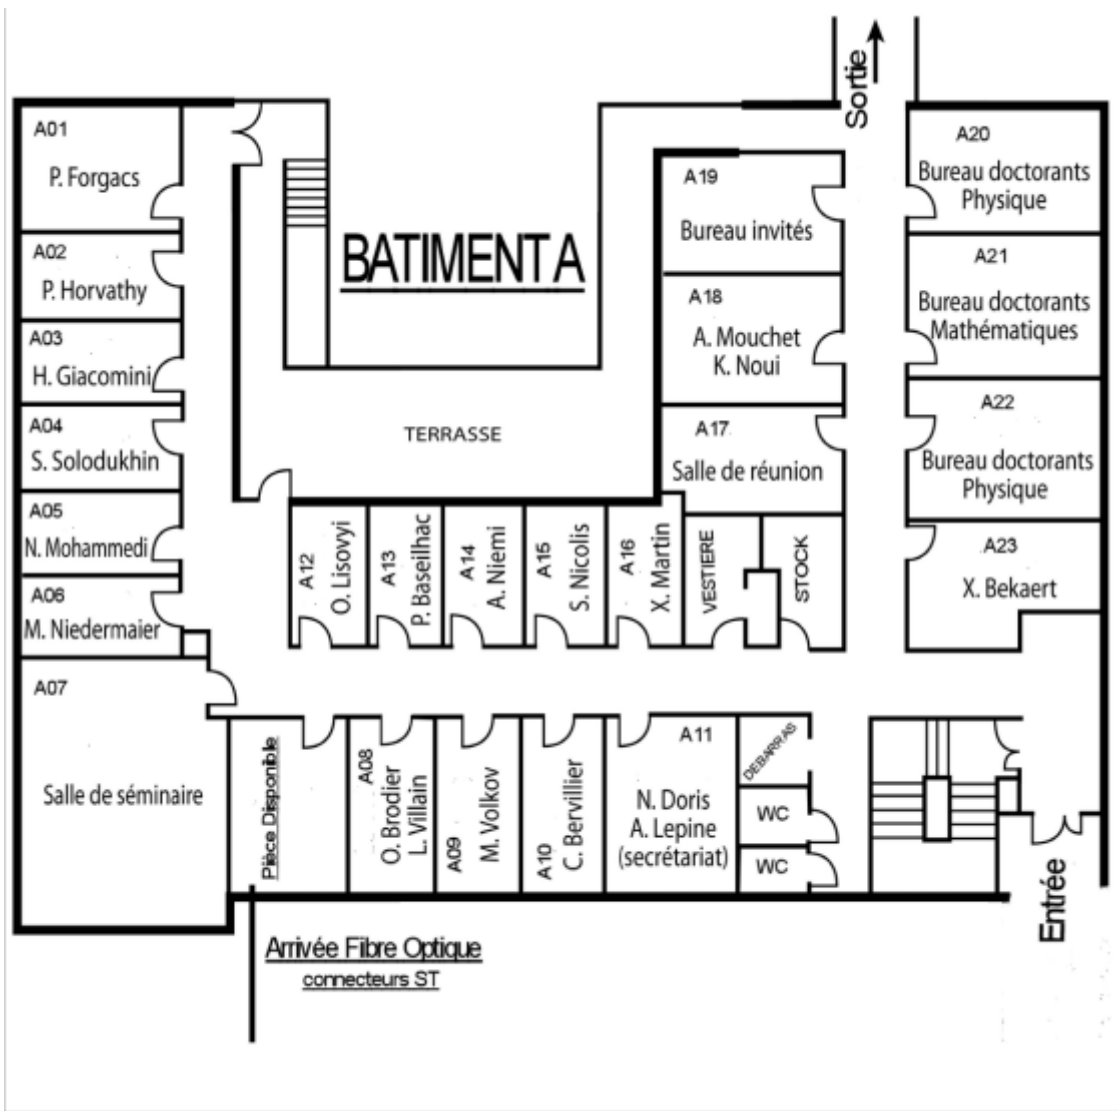 Sortie
A01
P. Forgacs
A02
P. Horvathy
A03
H. Giacomini
A04
S. Solodukhin
A05
N. Mohammedi
A06
M. Niedermaier
A07
Salle de séminaire
BATIMENT A
TERRASSE
A19
Bureau invités
A18
A. Mouchet
K. Noui
A17
Salle de réunion
A20
Bureau doctorants
Physique
A21
Bureau doctorants
Mathématiques
A22
Bureau doctorants
Physique
A23
X. Bekaert
A12
O. Lisovyi
A13
P. Baseilhac
A14
A. Niemi
A15
S. Nicolis
A16
X. Martin
VESTIERE
STOCK
Pièce Disponible
A08
O. Brodier
L. Villain
A09
M. Volkov
A10
C. Bervillier
A11
N. Doris
A. Lepine
(secrétariat)
DEBARRAS
WC
WC
Entrée
Arrivée Fibre Optique
connecteurs ST